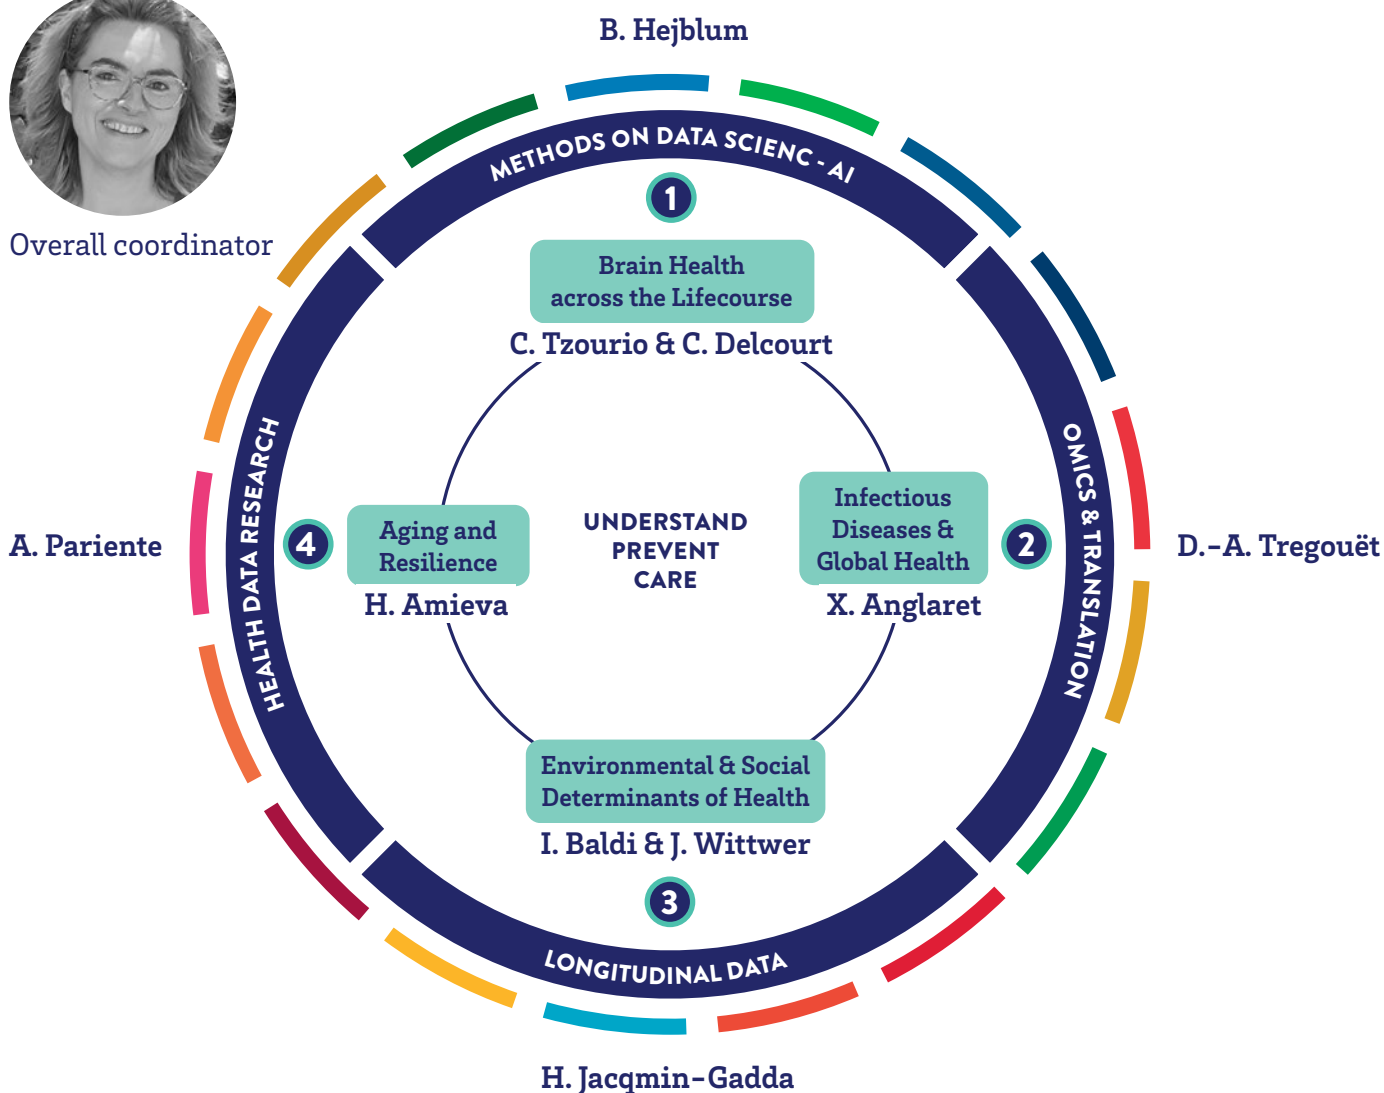 B. Hejblum
Overall coordinator
METHODS ON DATA SCIENC - AI
1
Brain Health
across the Lifecourse
C. Tzourio & C. Delcourt
OMICS & TRANSLATION
D.-A. Tregouët
2
Infectious
Diseases &
Global Health
X. Anglaret
UNDERSTAND
PREVENT
CARE
HEALTH DATA RESEARCH
A. Pariente
4
Aging and
Resilience
H. Amieva
Environmental & Social
Determinants of Health
I. Baldi & J. Wittwer
3
LONGITUDINAL DATA
H. Jacqmin-Gadda